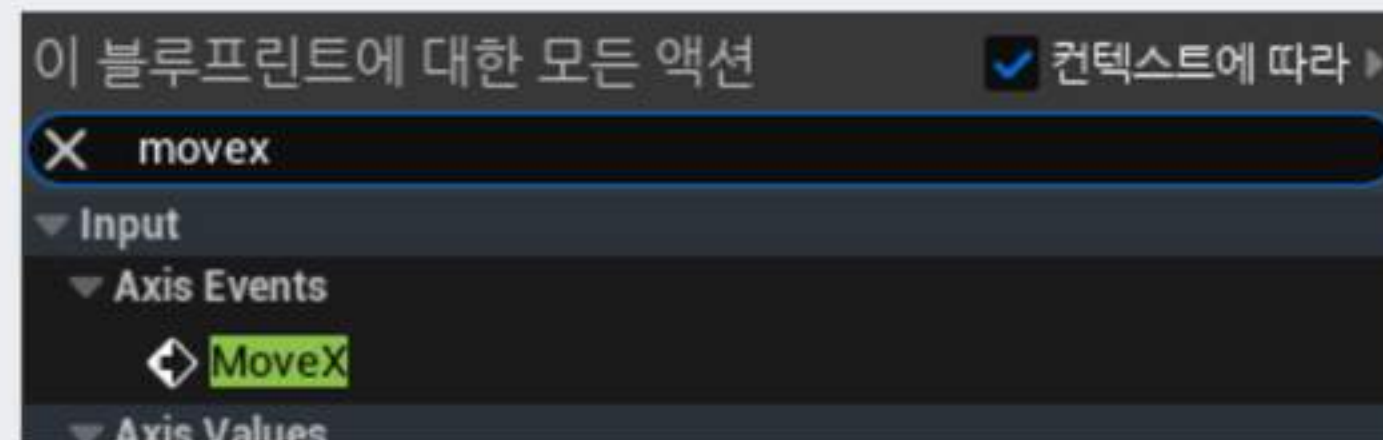 이 블루프린트에 대한 모든 액션 컨텍스트에 따라
movex
Input
Axis Events
MoveX
Axis Values